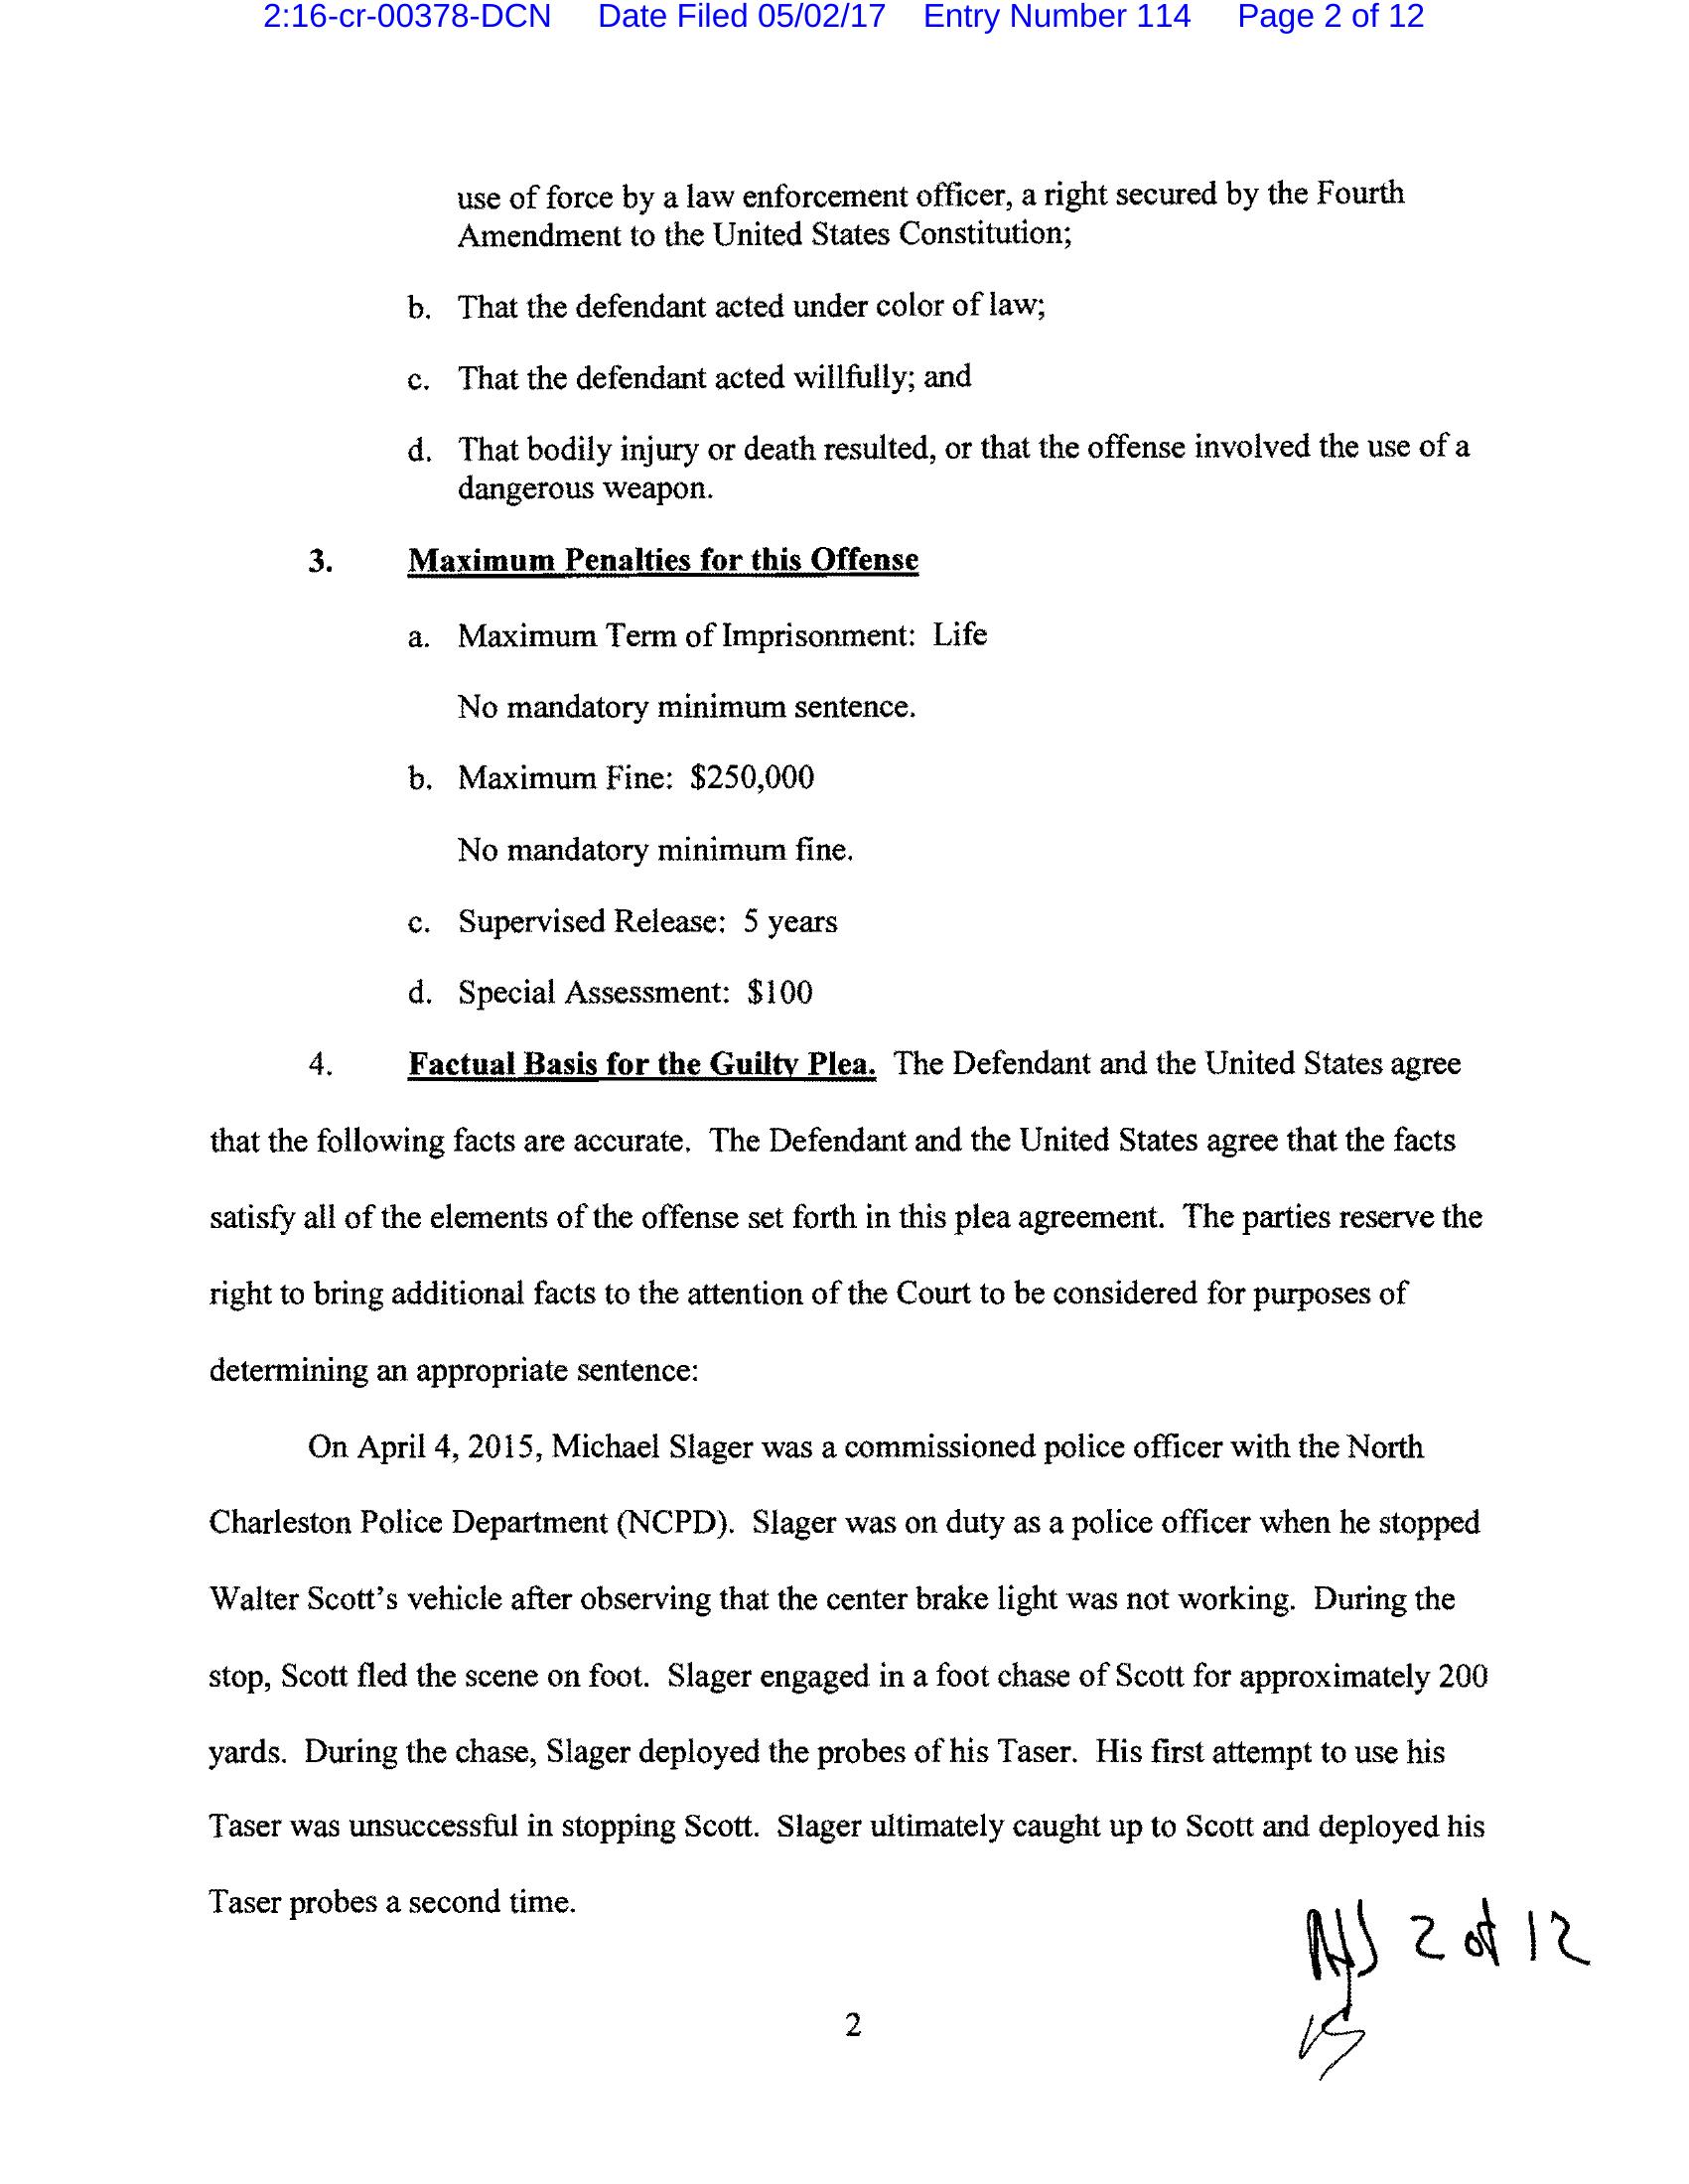 2:16-cr-00378-DCN Date Filed 05/02/17 Entry Number 114 Page 2 of 12
use of force by a law enforcement officer, a right secured by the Fourth
Amendment to the United States Constitution;
b. That the defendant acted under color of law;
c. That the defendant acted willfully; and
d. That bodily injury or death resulted, or that the offense involved the use of a
dangerous weapon.
3. Maximum Penalties for this Offense
a. Maximum Term of Imprisonment: Life
No mandatory minimum sentence.
b. Maximum Fine: $250,000
No mandatory minimum fine.
c. Supervised Release: 5 years
d. Special Assessment: $100
4. Factual Basis for the Guilty Plea. The Defendant and the United States agree
that the following facts are accurate. The Defendant and the United States agree that the facts
satisfy all of the elements of the offense set forth in this plea agreement. The parties reserve the
right to bring additional facts to the attention of the Court to be considered for purposes of
determining an appropriate sentence:
On April 4, 2015, Michael Slager was a commissioned police officer with the North
Charleston Police Department (NCPD). Slager was on duty as a police officer when he stopped
Walter Scott's vehicle after observing that the center brake light was not working. During the
stop, Scott fled the scene on foot. Slager engaged in a foot chase of Scott for approximately 200
yards. During the chase, Slager deployed the probes of his Taser. His first attempt to use his
Taser was unsuccessful in stopping Scott. Slager ultimately caught up to Scott and deployed his
Taser probes a second time.
2 of 12
2